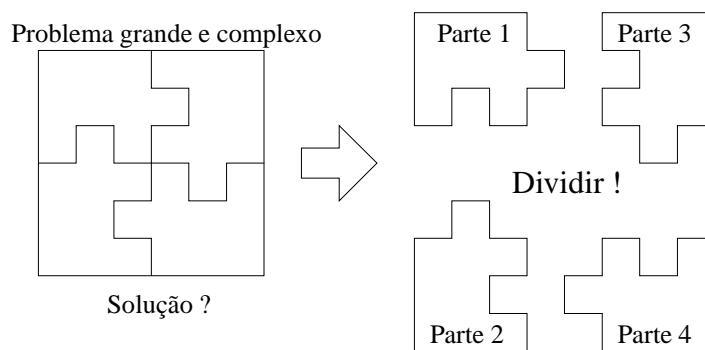 Problema grande e complexo
Solução ?
Parte 1
Parte 3
Dividir !
Parte 2
Parte 4